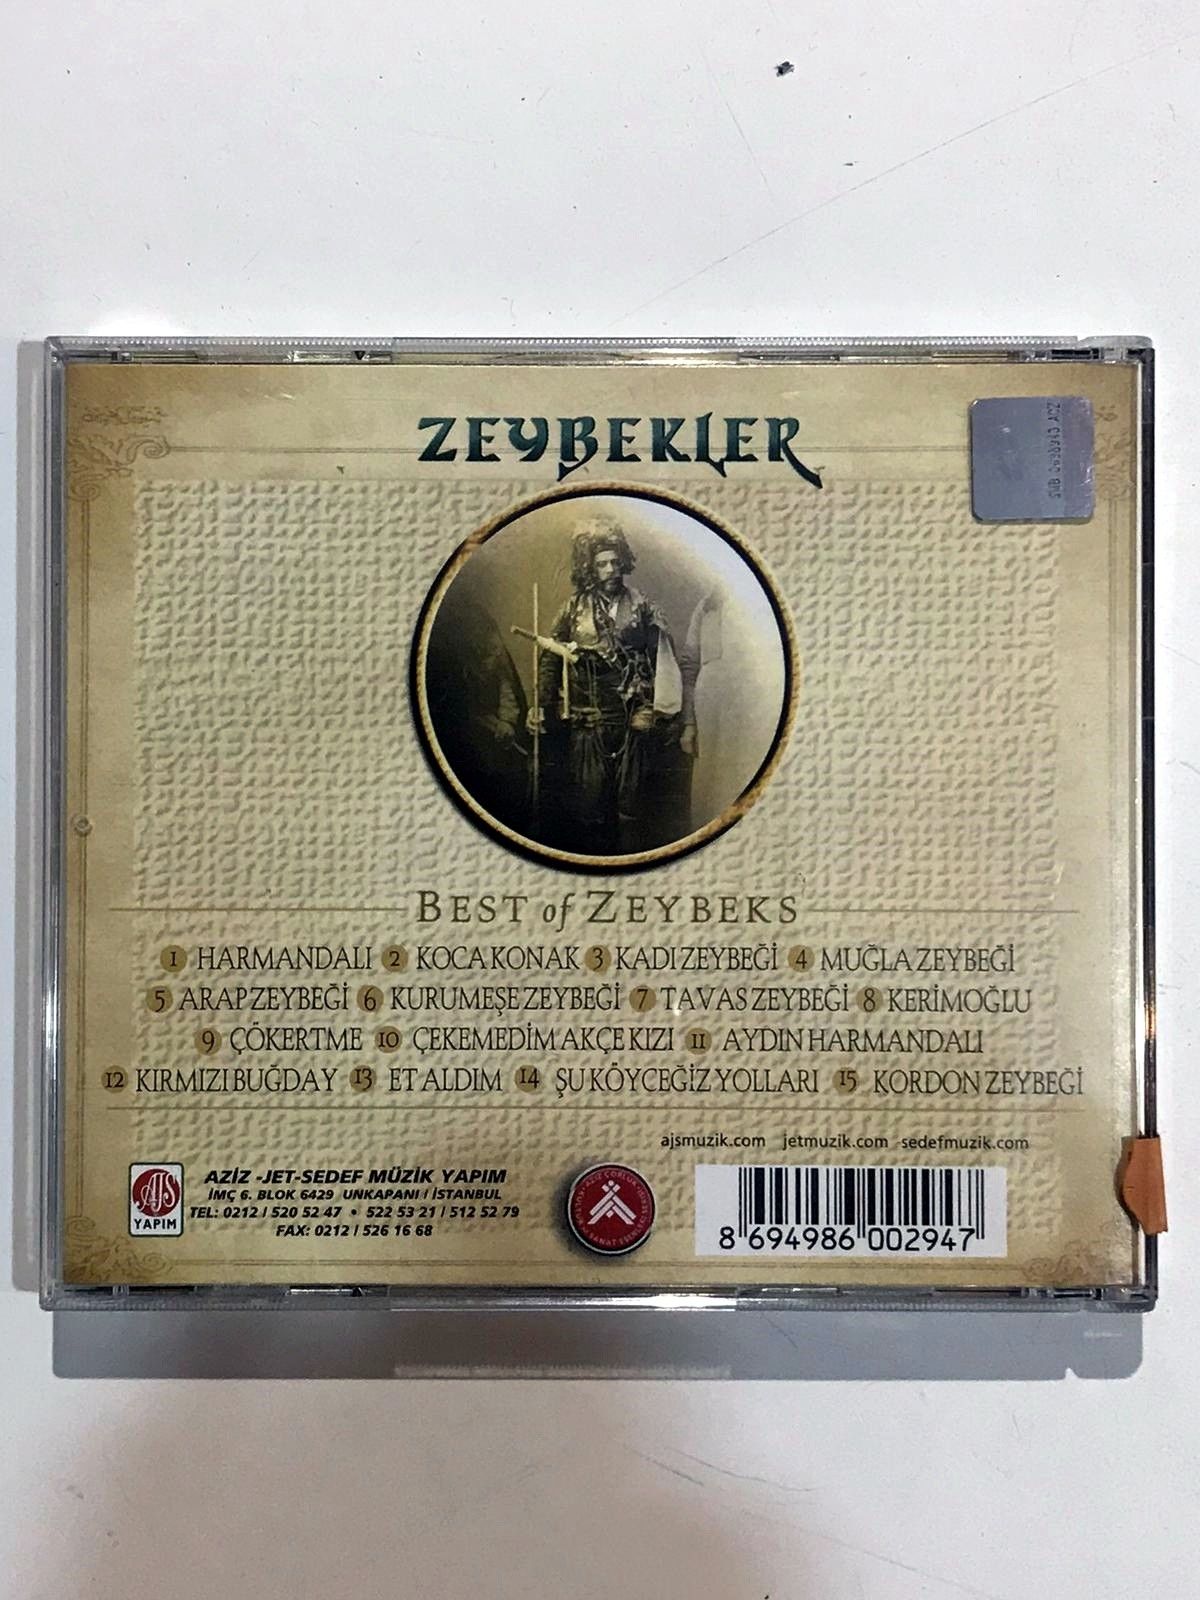 ZEYBEKLER
BEST of ZEYBEKS
1 HARMANDALI 2 KOCA KONAK 3 KADI ZEYBEĞİ 4 MUĞLA ZEYBEĞİ
5 ARAP ZEYBEĞİ 6 KURUMEŞE ZEYBEĞİ 7 TAVAS ZEYBEĞİ 8 KERİMOĞLU
9 ÇÖKERTME 10 ÇEKEMEDİM AKÇE KIZI 11 AYDIN HARMANDALI
12 KIRMIZI BUĞDAY 13 ET ALDIM 14 ŞU KÖYCEĞİZ YOLLARI 15 KORDON ZEYBEĞİ
ajsmuzik.com jetmuzik.com sedefmuzik.com
AJS
YAPIM
AZİZ -JET-SEDEF MÜZİK YAPIM
İMÇ 6. BLOK 6429 UNKAPANI / İSTANBUL
TEL: 0212 / 520 52 47 • 522 53 21 / 512 52 79
FAX: 0212 / 526 16 68
8 694986 002947